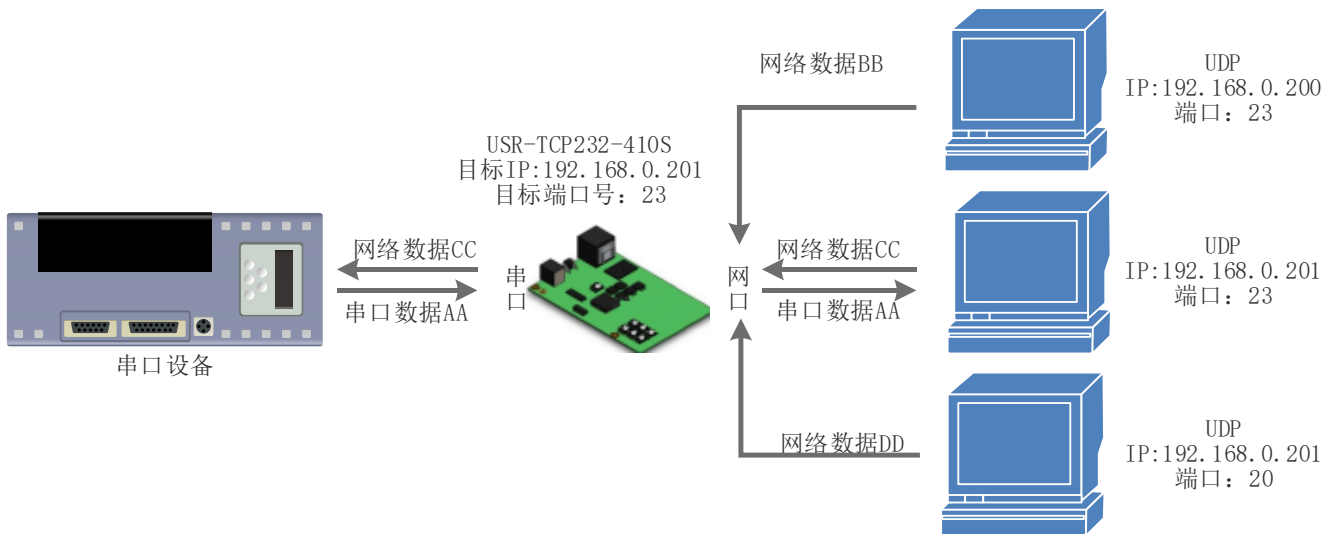 网络数据BB
UDP
IP:192.168.0.200
端口：23
USR-TCP232-410S
目标IP:192.168.0.201
目标端口号：23
网络数据CC
串口数据AA
串口
网口
网络数据CC
串口数据AA
UDP
IP:192.168.0.201
端口：23
串口设备
网络数据DD
UDP
IP:192.168.0.201
端口：20